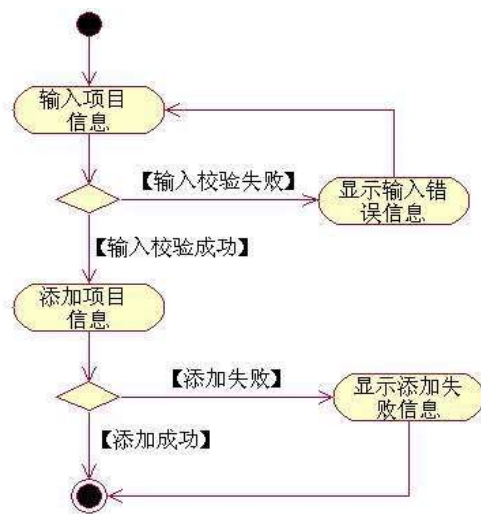 输入项目
信息
【输入校验失败】
显示输入错
误信息
【输入校验成功】
添加项目
信息
【添加失败】
显示添加失
败信息
【添加成功】